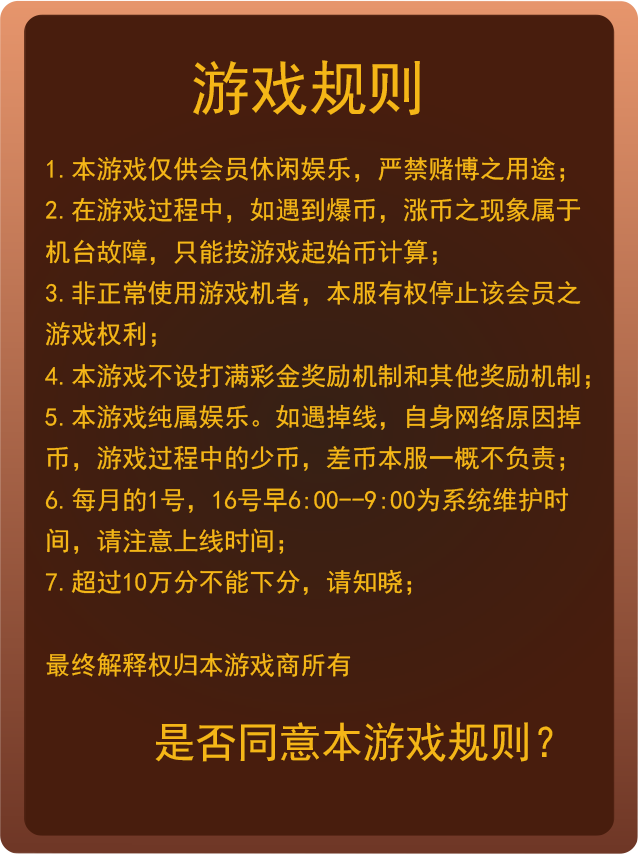 游戏规则
1.本游戏仅供会员休闲娱乐，严禁赌博之用途；
2.在游戏过程中，如遇到爆币，涨币之现象属于
机台故障，只能按游戏起始币计算；
3.非正常使用游戏机者，本服有权停止该会员之
游戏权利；
4.本游戏不设打满彩金奖励机制和其他奖励机制；
5.本游戏纯属娱乐。如遇掉线，自身网络原因掉
币，游戏过程中的少币，差币本服一概不负责；
6.每月的1号，16号早6:00--9:00为系统维护时
间，请注意上线时间；
7.超过10万分不能下分，请知晓；
最终解释权归本游戏商所有
是否同意本游戏规则？